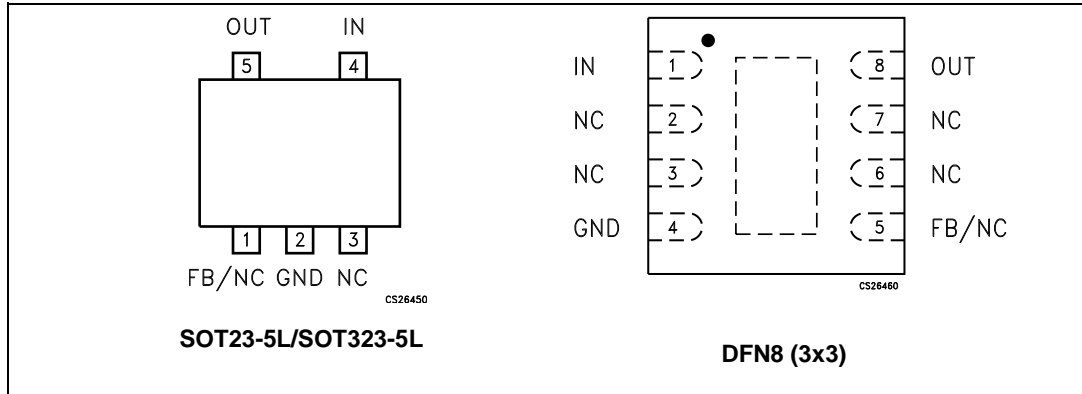 OUT IN
5 4
1 2 3
FB/NC GND NC
CS26450
SOT23-5L/SOT323-5L
IN 1 8 OUT
NC 2 7 NC
NC 3 6 NC
GND 4 5 FB/NC
CS26460
DFN8 (3x3)